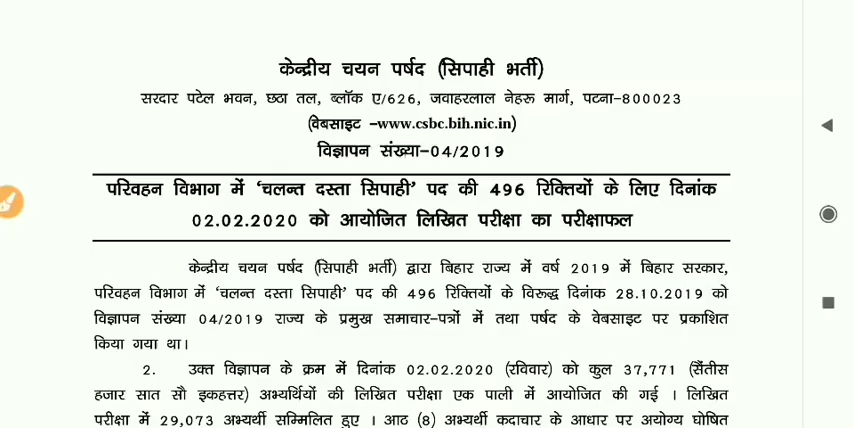 केन्द्रीय चयन पर्षद (सिपाही भर्ती)
सरदार पटेल भवन, छठा तल, ब्लॉक ए/626, जवाहरलाल नेहरू मार्ग, पटना-800023
(वेबसाइट -www.csbc.bih.nic.in)
विज्ञापन संख्या-04/2019
परिवहन विभाग में ‘चलन्त दस्ता सिपाही’ पद की 496 रिक्तियों के लिए दिनांक
02.02.2020 को आयोजित लिखित परीक्षा का परीक्षाफल
केन्द्रीय चयन पर्षद (सिपाही भर्ती) द्वारा बिहार राज्य में वर्ष 2019 में बिहार सरकार,
परिवहन विभाग में ‘चलन्त दस्ता सिपाही’ पद की 496 रिक्तियों के विरूद्ध दिनांक 28.10.2019 को
विज्ञापन संख्या 04/2019 राज्य के प्रमुख समाचार-पत्रों में तथा पर्षद के वेबसाइट पर प्रकाशित
किया गया था।
2. उक्त विज्ञापन के क्रम में दिनांक 02.02.2020 (रविवार) को कुल 37,771 (सैंतीस
हजार सात सौ इकहत्तर) अभ्यर्थियों की लिखित परीक्षा एक पाली में आयोजित की गई । लिखित
परीक्षा में 29,073 अभ्यर्थी सम्मिलित हुए । आठ (8) अभ्यर्थी कदाचार के आधार पर अयोग्य घोषित